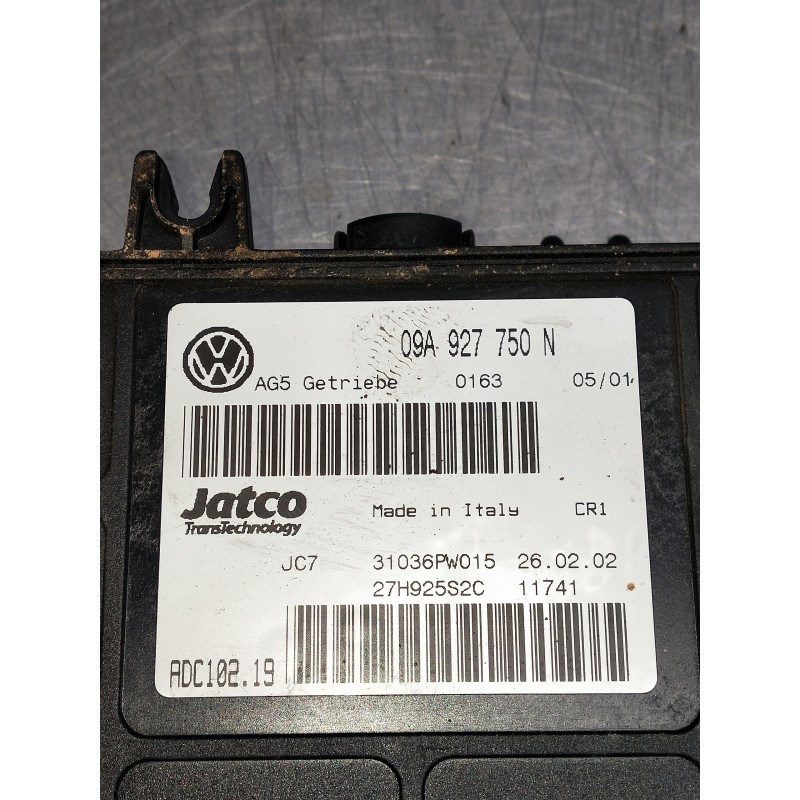 09A 927 750 N
AG5 Getriebe 0163 05/01
Jatco
TransTechnology
Made in Italy CR1
JC7 31036PW015 26.02.02
27H925S2C 11741
ADC102.19